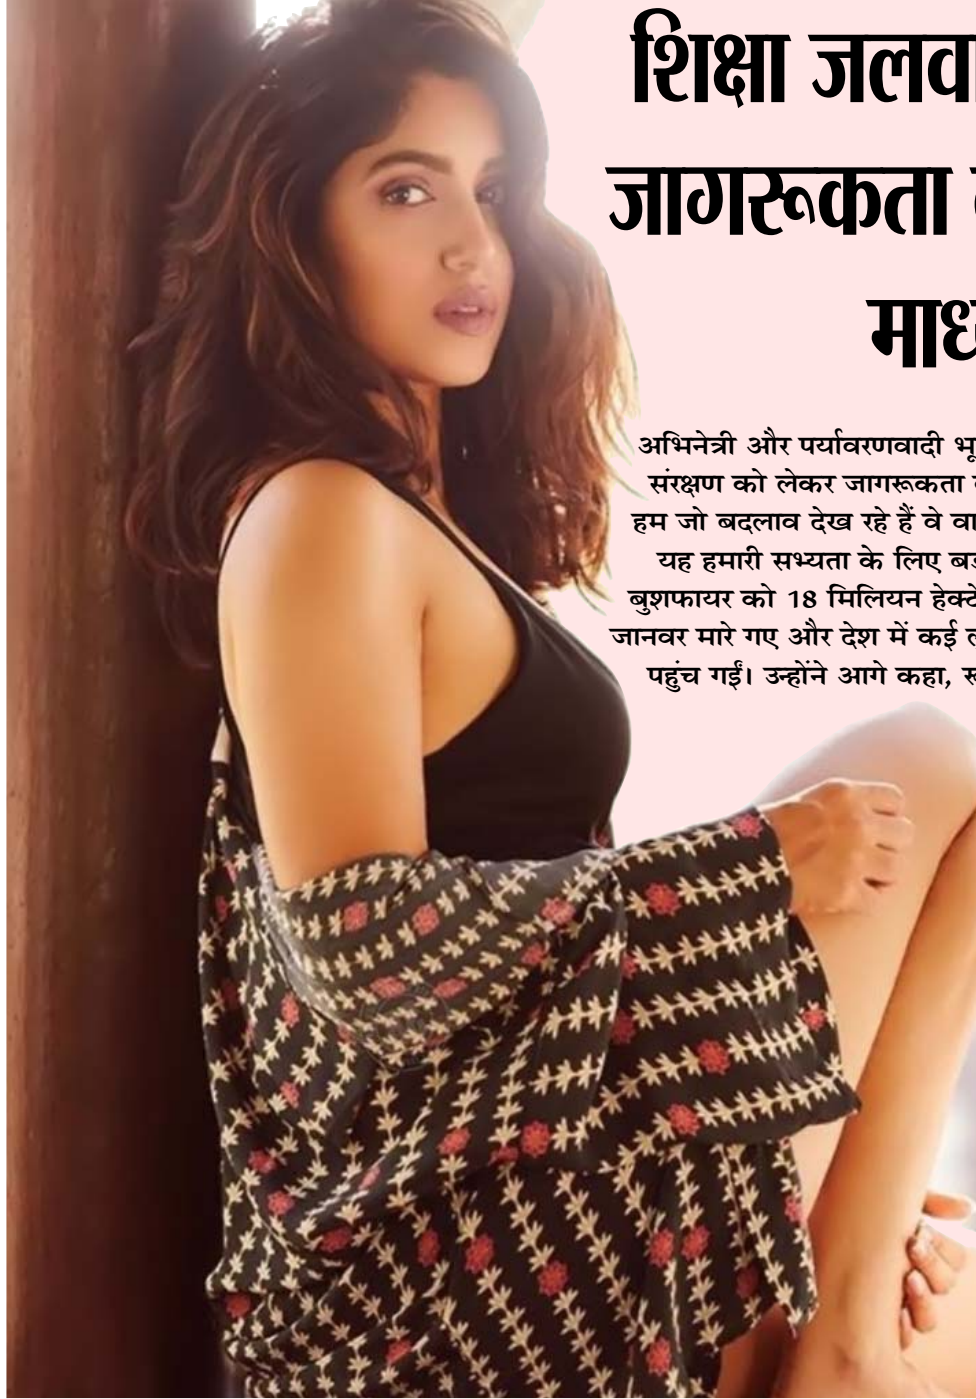 शिक्षा
जागरूकता
अभिनेत्री और पर्यावरणवादी
संरक्षण को लेकर जागरूकता
हम जो बदलाव देख रहे हैं वे
यह हमारी सभ्यता के लिए
बुशफायर को 18 मिलियन
जानवर मारे गए और देश में कई
पहुंच गईं। उन्होंने आगे कहा,